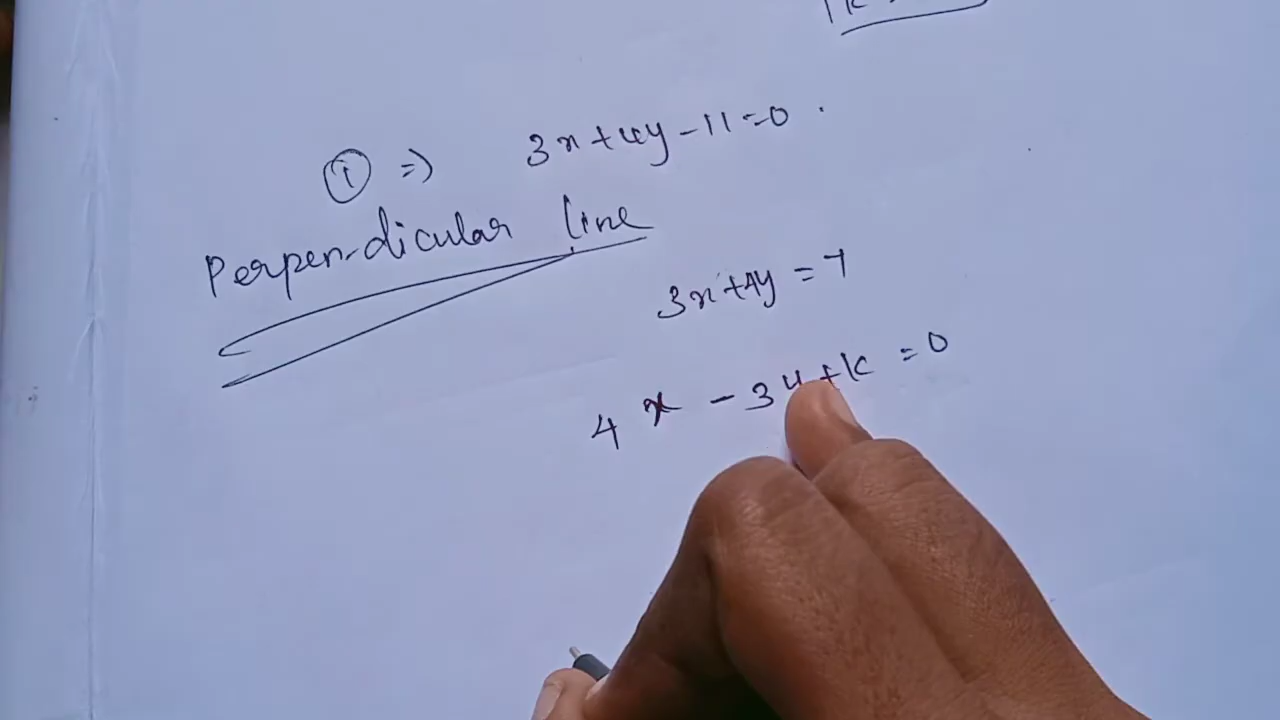 ① => 3x+4y-11=0.
Perpendicular line
3x+4y=7
4x-3y+k=0